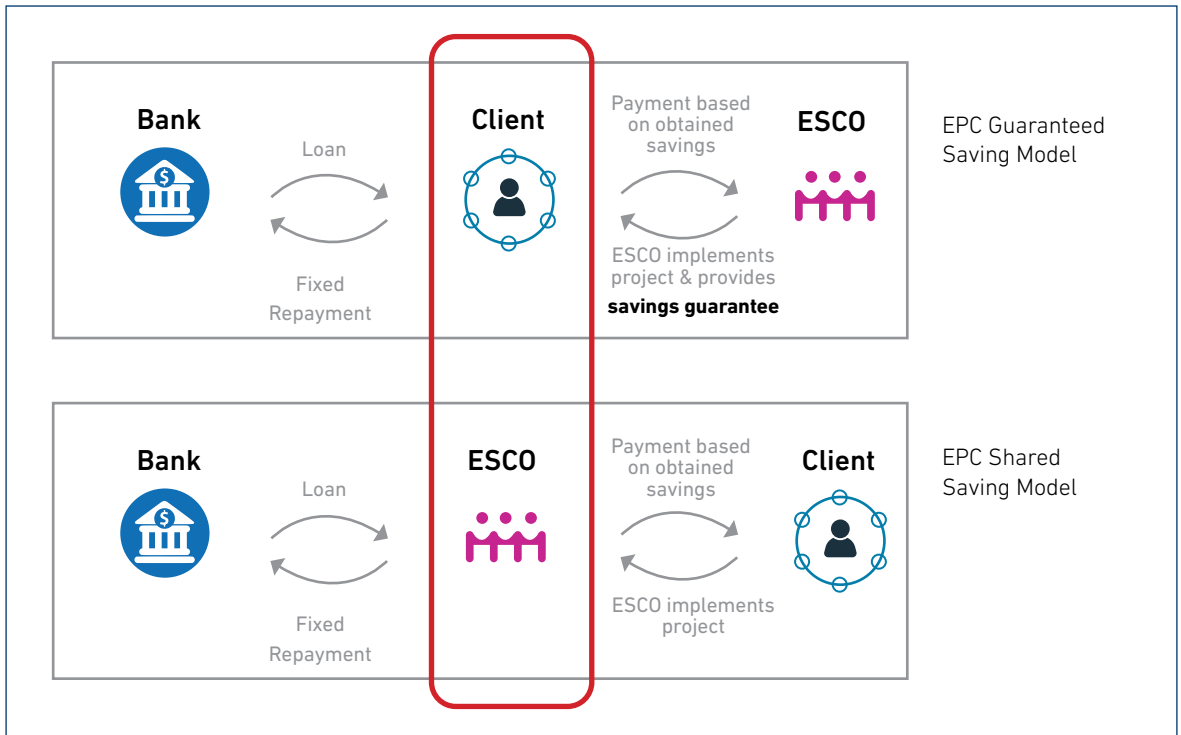 Bank
Loan
Fixed
Repayment
Client
Payment based
on obtained
savings
ESCO implements
project & provides
savings guarantee
ESCO
EPC Guaranteed
Saving Model
Bank
Loan
Fixed
Repayment
ESCO
Payment based
on obtained
savings
ESCO implements
project
Client
EPC Shared
Saving Model